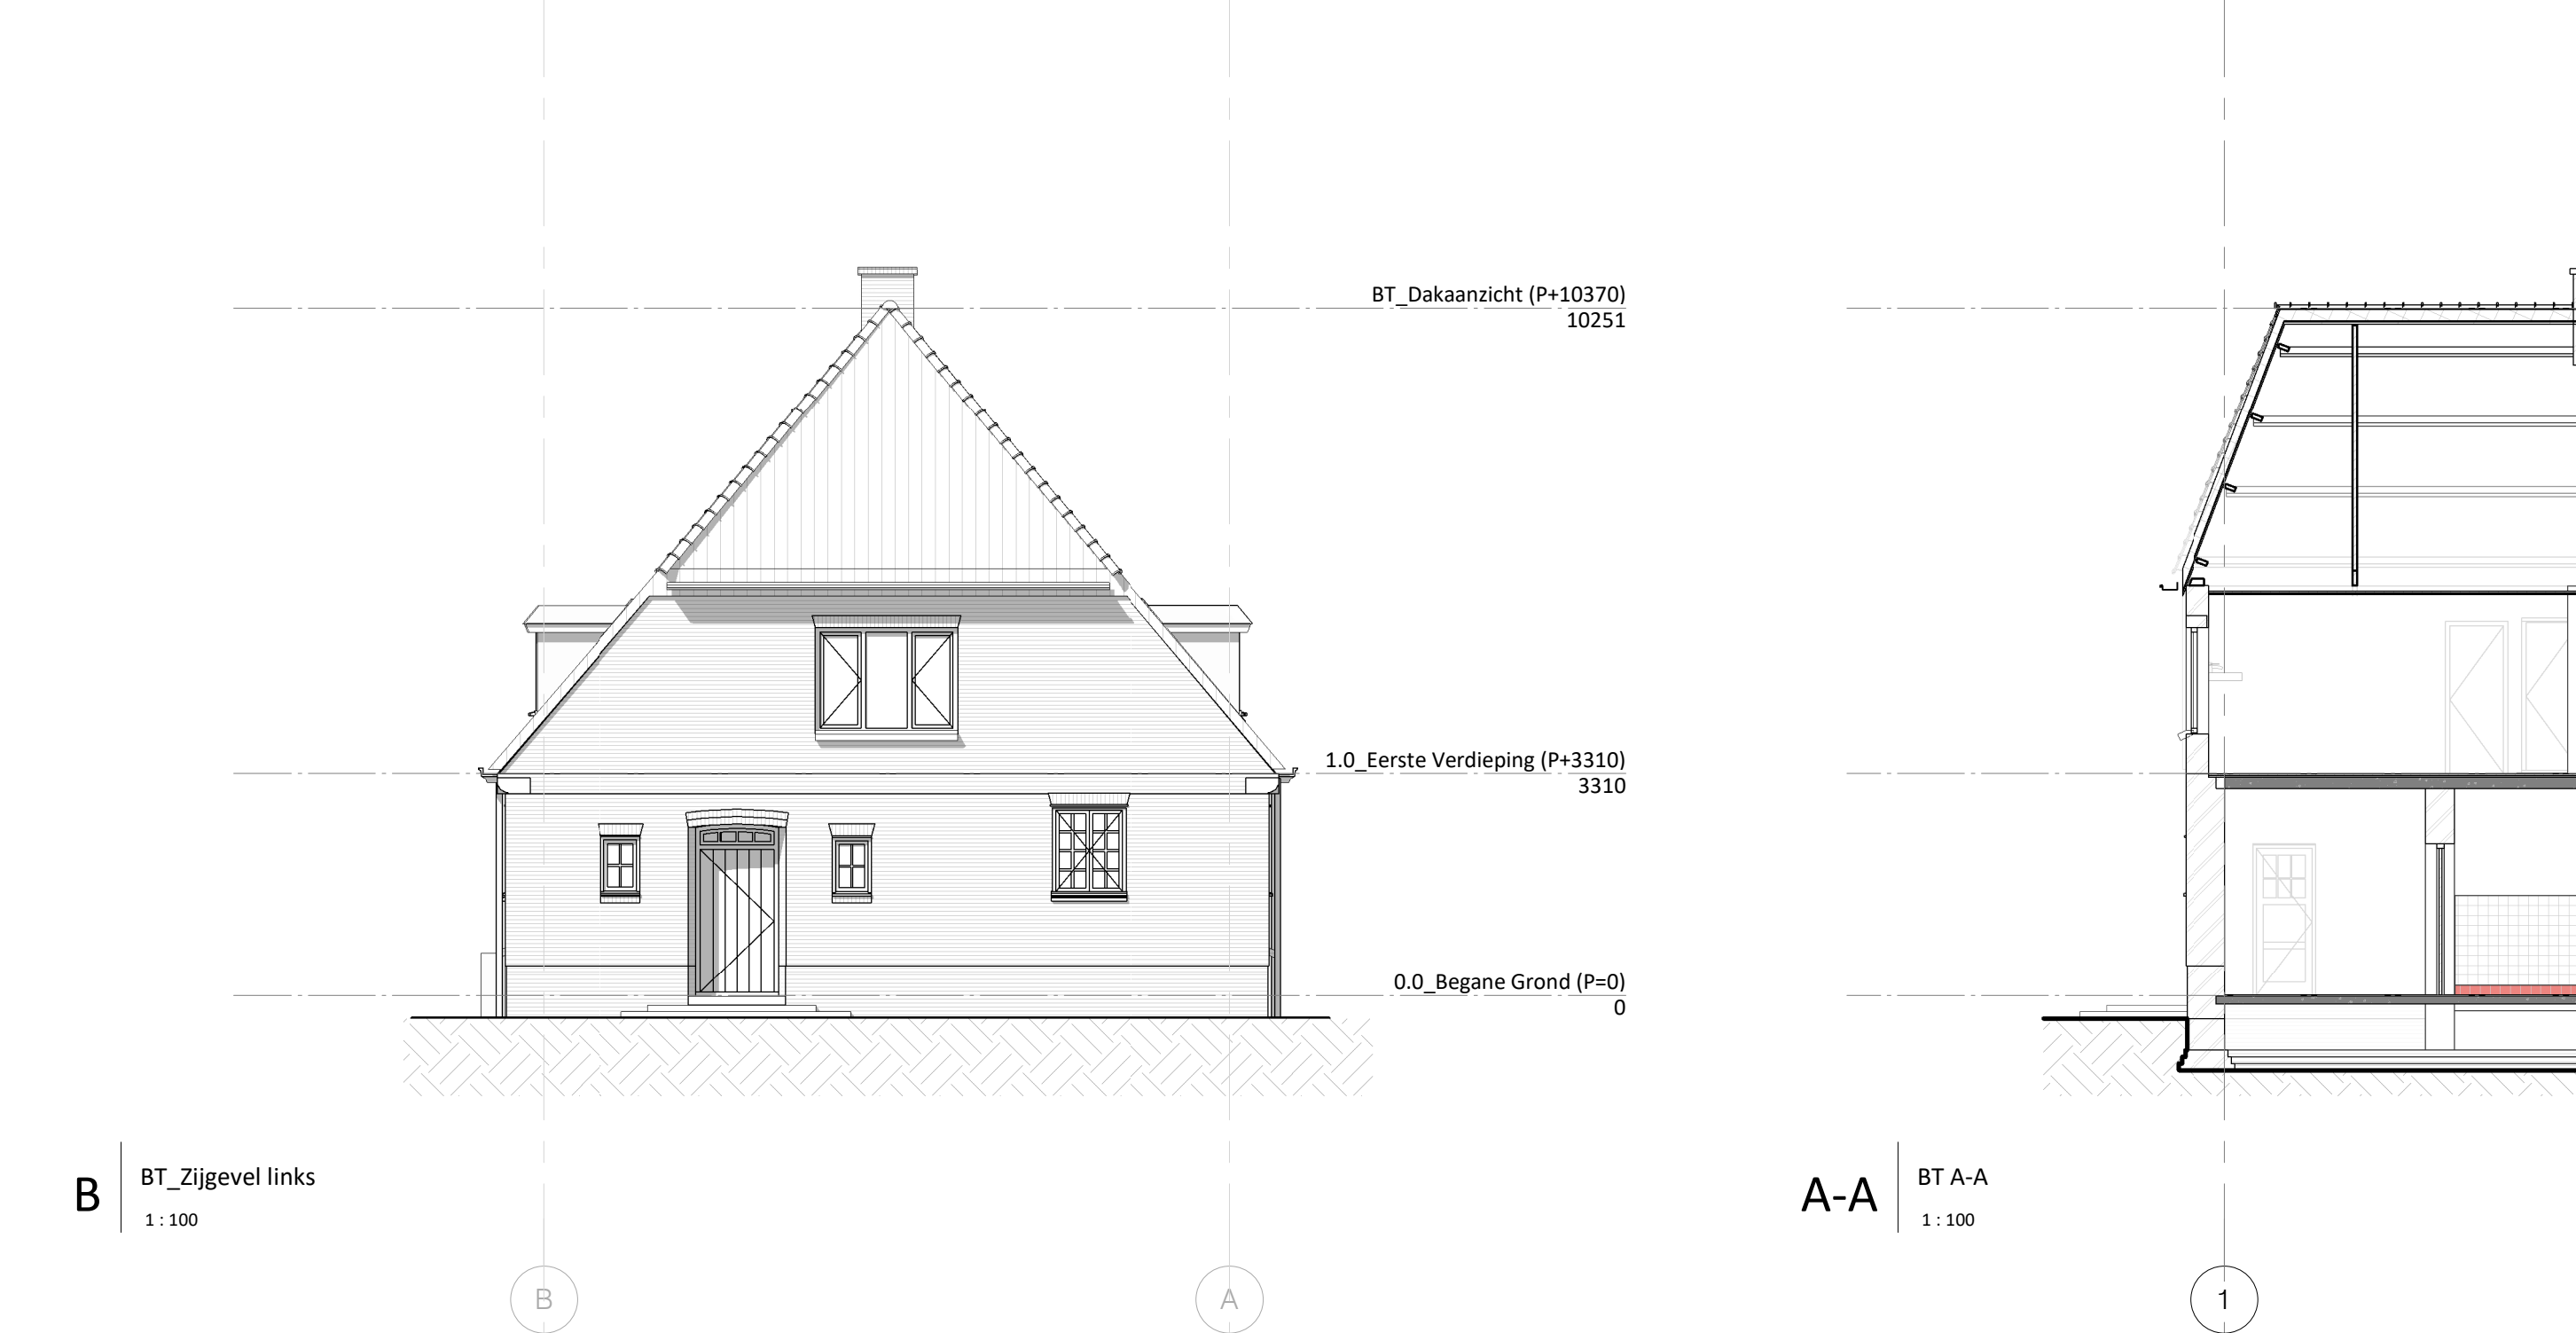 BT_Dakaanzicht (P+10370)
10251
1.0_Eerste Verdieping (P+3310)
3310
0.0_Begane Grond (P=0)
0
B
BT_Zijgevel links
1 : 100
A-A
BT A-A
1 : 100
B
A
1